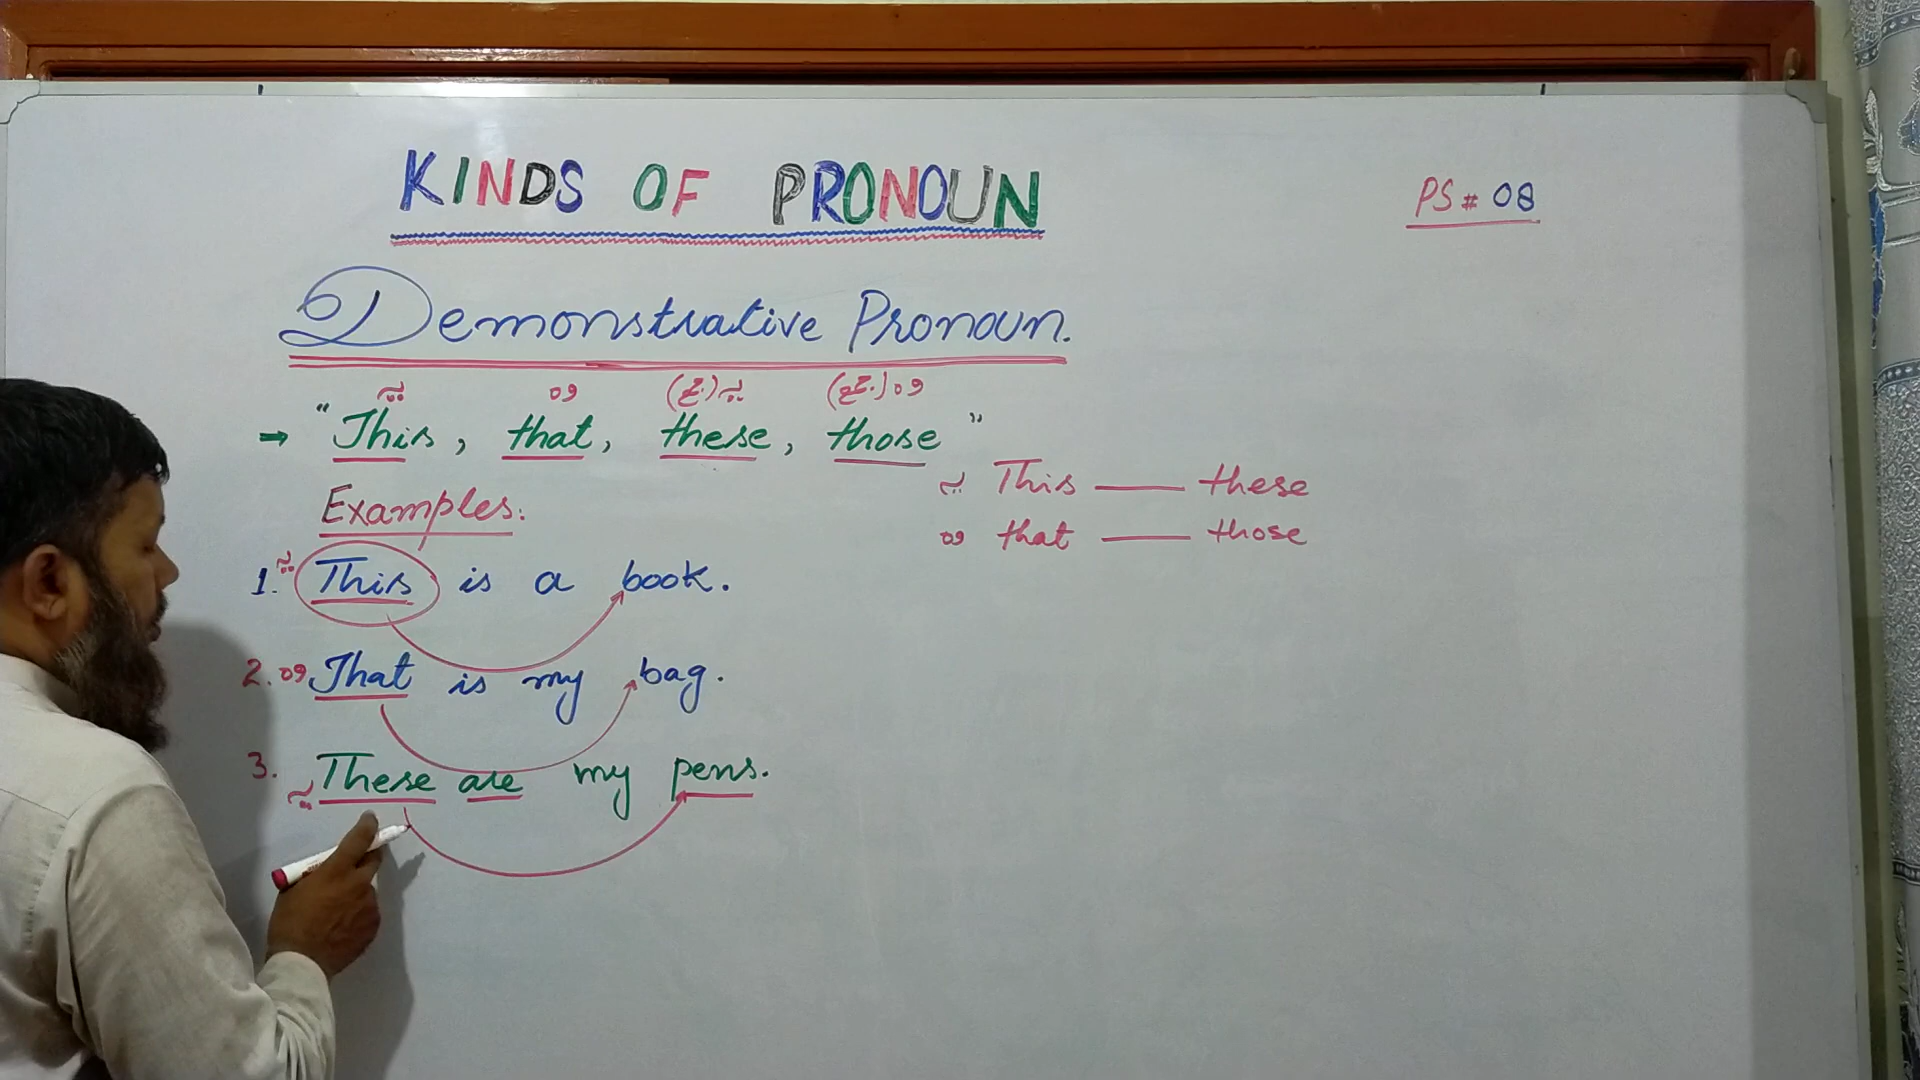 KINDS OF PRONOUN
PS # 08
Demonstrative Pronoun.
یہ وہ یہ (جمع) وہ (جمع)
→ "This, that, these, those"
یہ This —— these
وہ that —— those
Examples:
1. یہ This is a book.
2. وہ That is my bag.
3. یہ These are my pens.